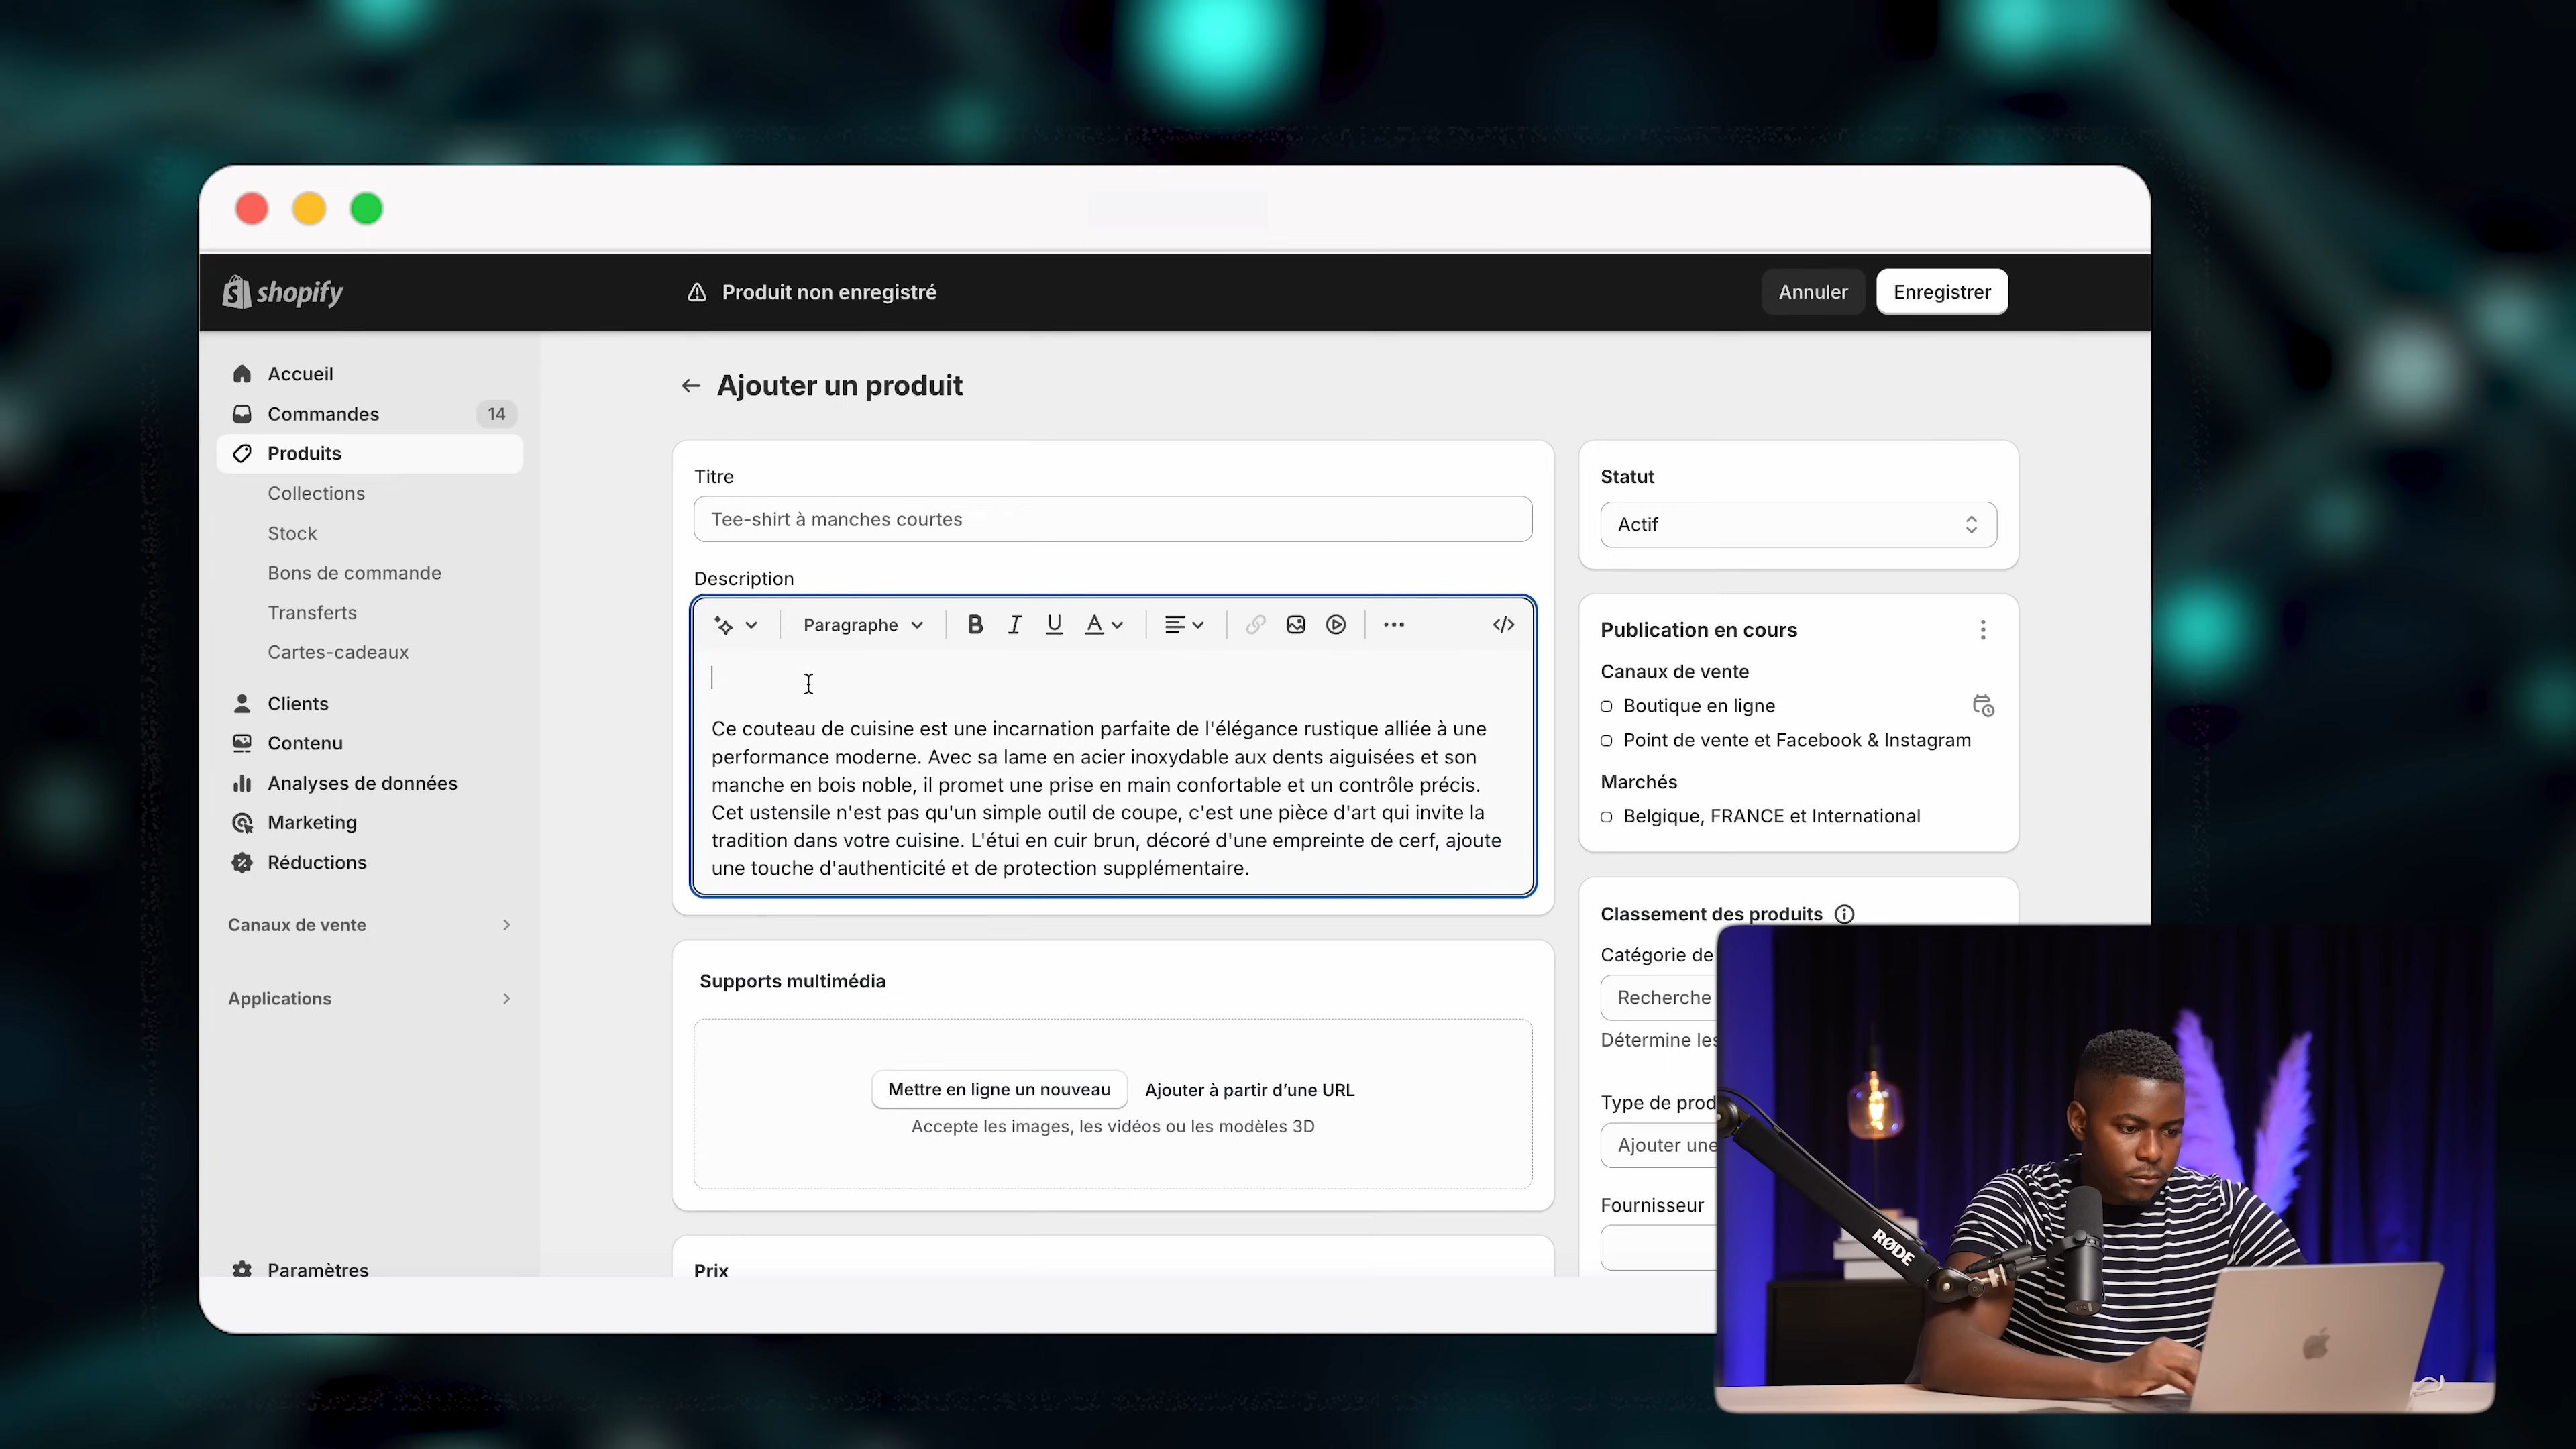 shopify
Produit non enregistré
Annuler
Enregistrer
Accueil
Commandes
14
Produits
Collections
Stock
Bons de commande
Transferts
Cartes-cadeaux
Clients
Contenu
Analyses de données
Marketing
Réductions
Canaux de vente
Applications
Paramètres
Ajouter un produit
Titre
Tee-shirt à manches courtes
Description
Paragraphe
Ce couteau de cuisine est une incarnation parfaite de l'élégance rustique alliée à une
performance moderne. Avec sa lame en acier inoxydable aux dents aiguisées et son
manche en bois noble, il promet une prise en main confortable et un contrôle précis.
Cet ustensile n'est pas qu'un simple outil de coupe, c'est une pièce d'art qui invite la
tradition dans votre cuisine. L'étui en cuir brun, décoré d'une empreinte de cerf, ajoute
une touche d'authenticité et de protection supplémentaire.
Supports multimédia
Mettre en ligne un nouveau
Ajouter à partir d’une URL
Accepte les images, les vidéos ou les modèles 3D
Prix
Statut
Actif
Publication en cours
Canaux de vente
Boutique en ligne
Point de vente et Facebook & Instagram
Marchés
Belgique, FRANCE et International
Classement des produits
Catégorie de
Recherche
Détermine les
Type de prod
Ajouter une
Fournisseur
RØDE